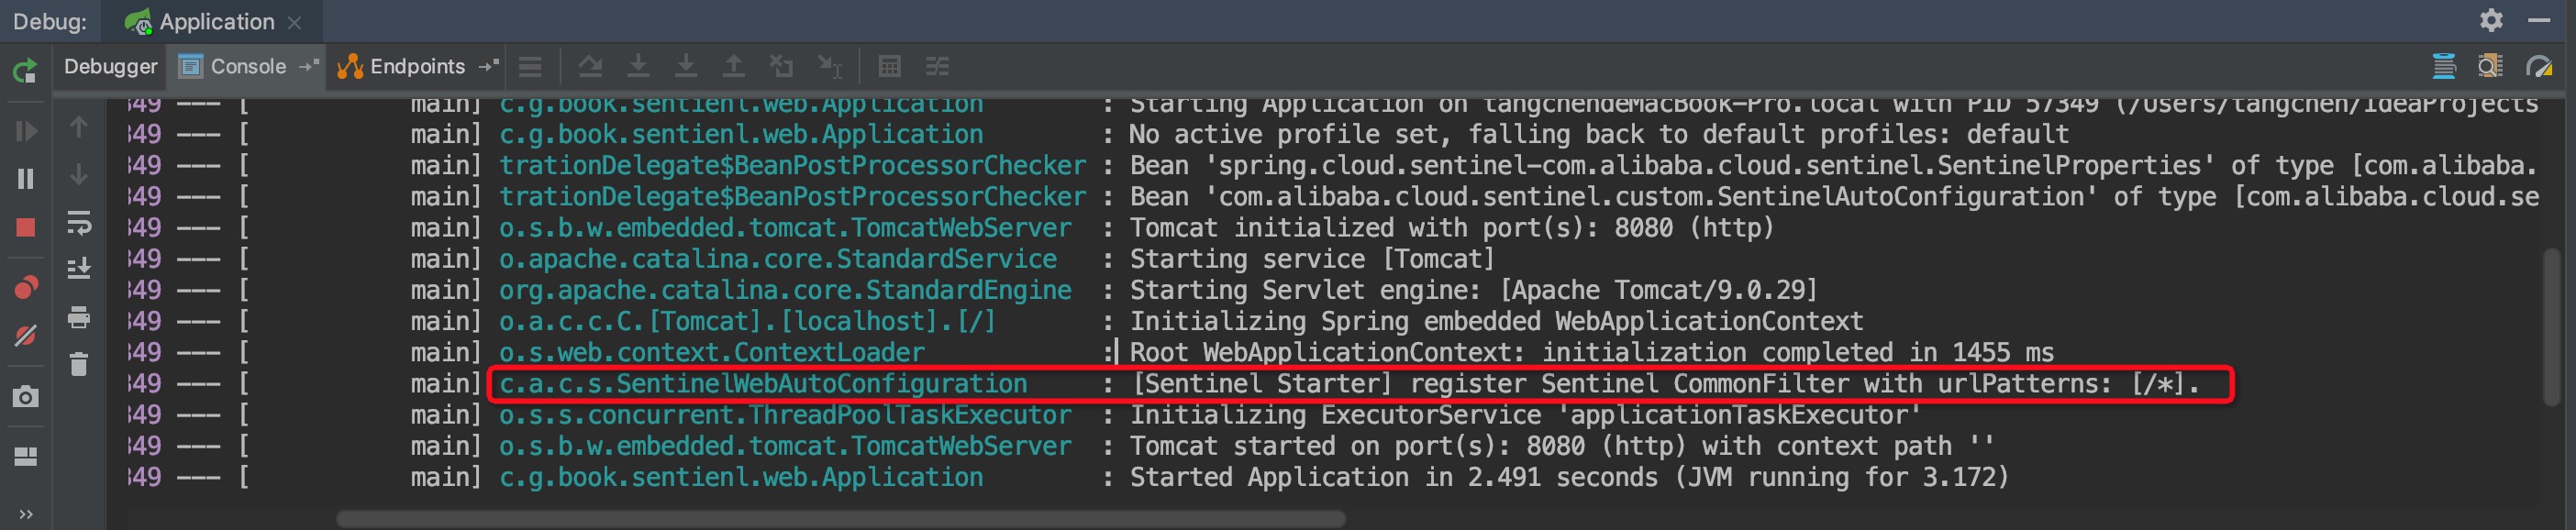 Debug: Application
Debugger Console Endpoints
349 --- [ main] c.g.book.sentienl.web.Application : Starting Application on tangchendeMacBook-Pro.local with PID 57349 (/Users/tangchen/IdeaProjects
349 --- [ main] c.g.book.sentienl.web.Application : No active profile set, falling back to default profiles: default
349 --- [ main] trationDelegate$BeanPostProcessorChecker : Bean 'spring.cloud.sentinel-com.alibaba.cloud.sentinel.SentinelProperties' of type [com.alibaba.
349 --- [ main] trationDelegate$BeanPostProcessorChecker : Bean 'com.alibaba.cloud.sentinel.custom.SentinelAutoConfiguration' of type [com.alibaba.cloud.se
349 --- [ main] o.s.b.w.embedded.tomcat.TomcatWebServer : Tomcat initialized with port(s): 8080 (http)
349 --- [ main] o.apache.catalina.core.StandardService : Starting service [Tomcat]
349 --- [ main] org.apache.catalina.core.StandardEngine : Starting Servlet engine: [Apache Tomcat/9.0.29]
349 --- [ main] o.a.c.c.C.[Tomcat].[localhost].[/] : Initializing Spring embedded WebApplicationContext
349 --- [ main] o.s.web.context.ContextLoader : Root WebApplicationContext: initialization completed in 1455 ms
349 --- [ main] c.a.c.s.SentinelWebAutoConfiguration : [Sentinel Starter] register Sentinel CommonFilter with urlPatterns: [/*].
349 --- [ main] o.s.s.concurrent.ThreadPoolTaskExecutor : Initializing ExecutorService 'applicationTaskExecutor'
349 --- [ main] o.s.b.w.embedded.tomcat.TomcatWebServer : Tomcat started on port(s): 8080 (http) with context path ''
349 --- [ main] c.g.book.sentienl.web.Application : Started Application in 2.491 seconds (JVM running for 3.172)